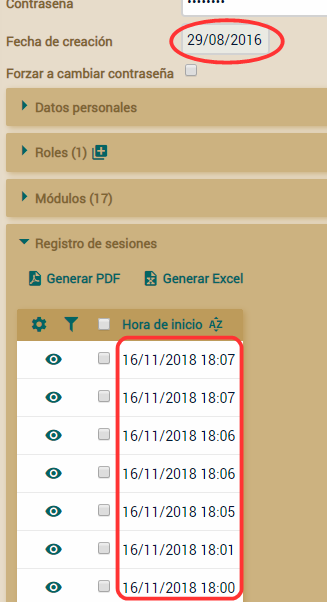 Contraseña
Fecha de creación 29/08/2016
Forzar a cambiar contraseña
Datos personales
Roles (1)
Módulos (17)
Registro de sesiones
Generar PDF Generar Excel
Hora de inicio AZ
16/11/2018 18:07
16/11/2018 18:07
16/11/2018 18:06
16/11/2018 18:06
16/11/2018 18:05
16/11/2018 18:01
16/11/2018 18:00